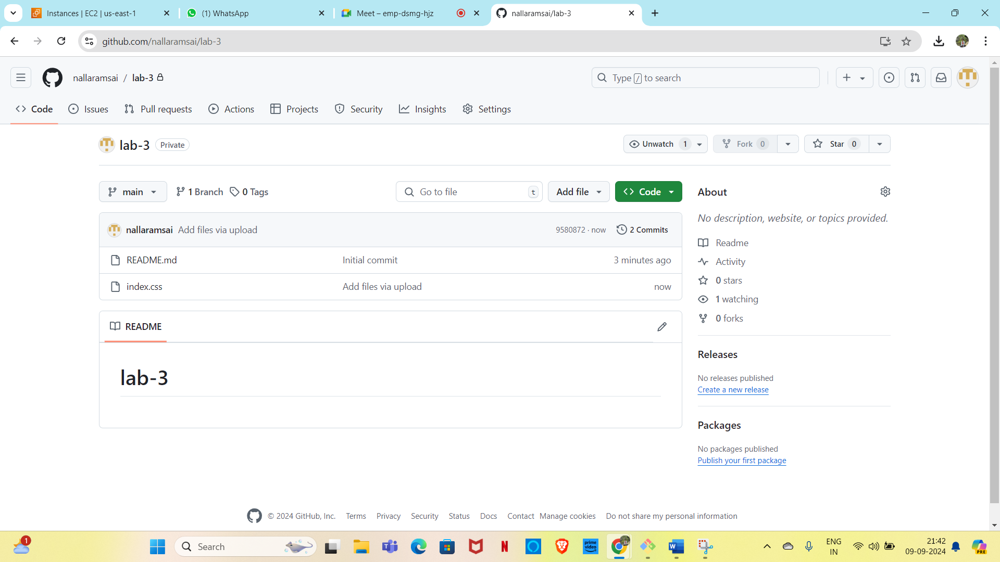 Instances | EC2 | us-east-1
(1) WhatsApp
Meet – emp-dsmg-hjz
nallaramsai/lab-3
github.com/nallaramsai/lab-3
nallaramsai / lab-3
Type / to search
Code
Issues
Pull requests
Actions
Projects
Security
Insights
Settings
lab-3 Private
Unwatch 1
Fork 0
Star 0
main
1 Branch
0 Tags
Go to file t
Add file
Code
nallaramsai Add files via upload 9580872 · now 2 Commits
README.md Initial commit 3 minutes ago
index.css Add files via upload now
README
lab-3
About
No description, website, or topics provided.
Readme
Activity
0 stars
1 watching
0 forks
Releases
No releases published
Create a new release
Packages
No packages published
Publish your first package
© 2024 GitHub, Inc. Terms Privacy Security Status Docs Contact Manage cookies Do not share my personal information
1
Search
prime video
ENG
IN
21:42
09-09-2024
PRE